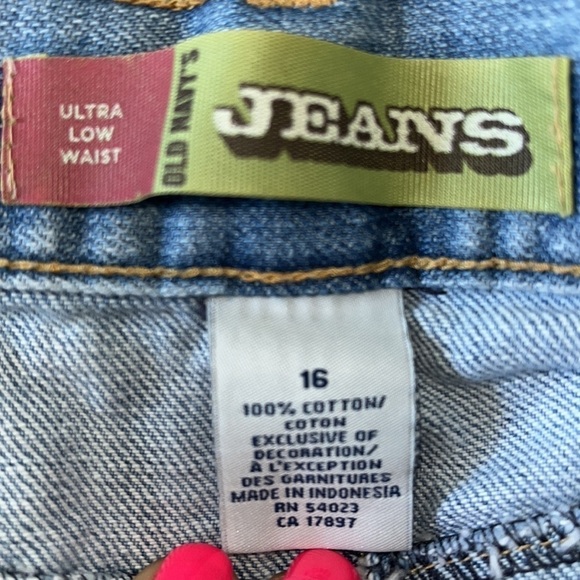 ULTRA
LOW
WAIST
OLD NAVY'S
JEANS
16
100% COTTON/
COTON
EXCLUSIVE OF
DECORATION/
À L'EXCEPTION
DES GARNITURES
MADE IN INDONESIA
RN 54023
CA 17897